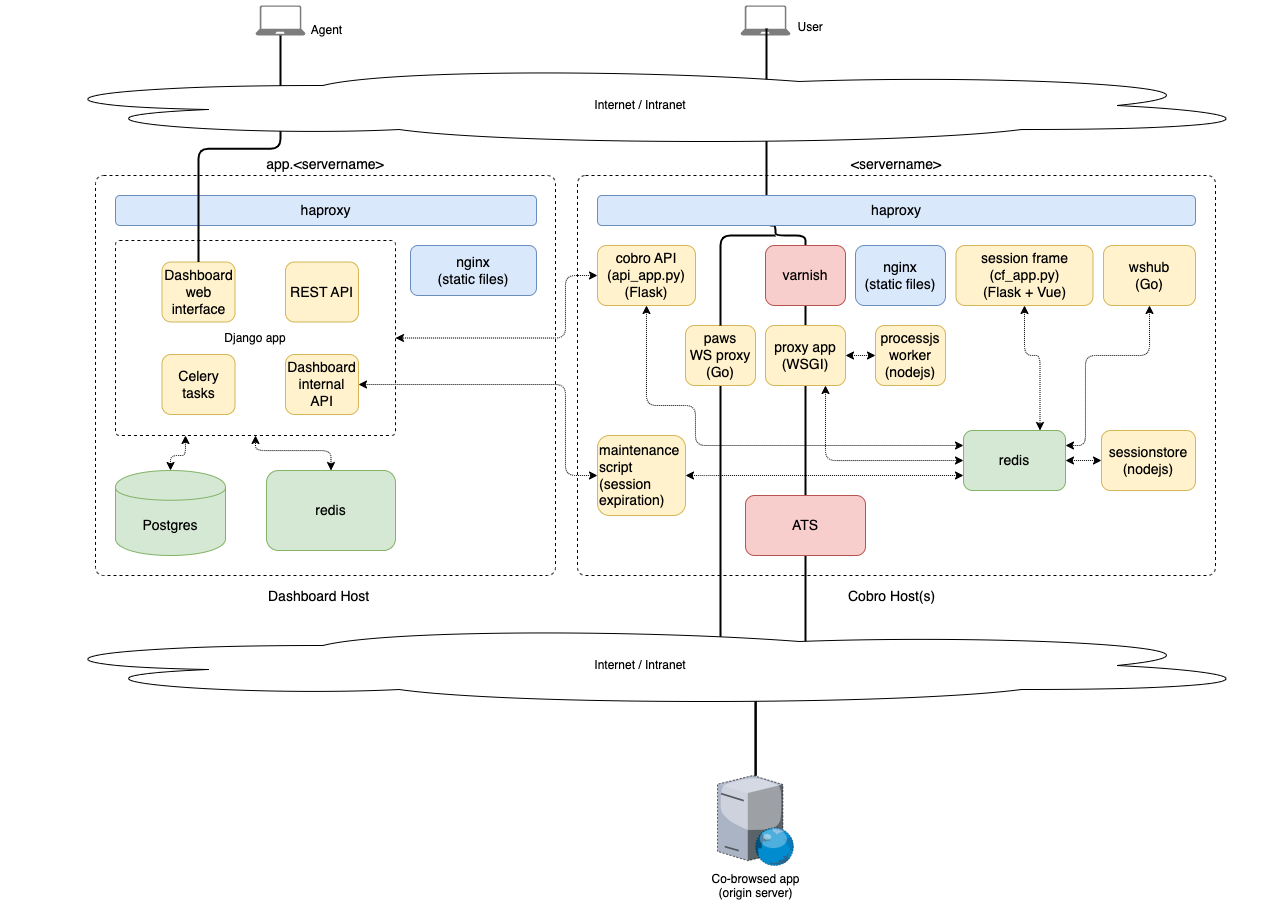 Agent
User
Internet / Intranet
app.<servername>
<servername>
haproxy
haproxy
Dashboard
web
interface
REST API
nginx
(static files)
Django app
Celery
tasks
Dashboard
internal
API
Postgres
redis
Dashboard Host
cobro API
(api_app.py)
(Flask)
varnish
nginx
(static files)
session frame
(cf_app.py)
(Flask + Vue)
wshub
(Go)
paws
WS proxy
(Go)
proxy app
(WSGI)
processjs
worker
(nodejs)
maintenance
script
(session
expiration)
redis
sessionstore
(nodejs)
ATS
Cobro Host(s)
Internet / Intranet
Co-browsed app
(origin server)